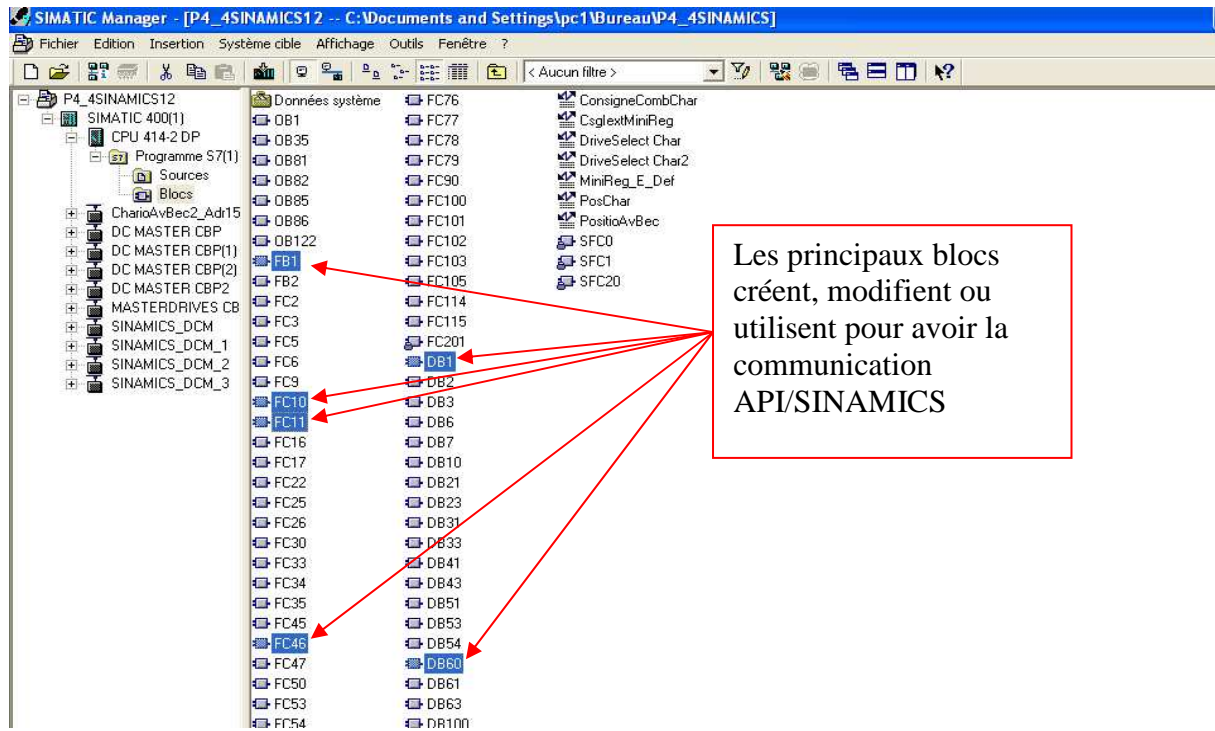 SIMATIC Manager - [P4_4SINAMICS12 -- C:\Documents and Settings\pc1\Bureau\P4_4SINAMICS]
Fichier Edition Insertion Système cible Affichage Outils Fenêtre ?
< Aucun filtre >
P4_4SINAMICS12
SIMATIC 400(1)
CPU 414-2 DP
Programme S7(1)
Sources
Blocs
CharioAvBec2_Adr15
DC MASTER CBP
DC MASTER CBP(1)
DC MASTER CBP(2)
DC MASTER CBP2
MASTERDRIVES CB
SINAMICS_DCM
SINAMICS_DCM_1
SINAMICS_DCM_2
SINAMICS_DCM_3
Données système
OB1
OB35
OB81
OB82
OB85
OB86
OB122
FB1
FB2
FC2
FC3
FC5
FC6
FC9
FC10
FC11
FC16
FC17
FC22
FC25
FC26
FC30
FC33
FC34
FC35
FC45
FC46
FC47
FC50
FC53
FC54
FC76
FC77
FC78
FC79
FC90
FC100
FC101
FC102
FC103
FC105
FC114
FC115
FC201
DB1
DB2
DB3
DB6
DB7
DB10
DB21
DB23
DB31
DB33
DB41
DB43
DB51
DB53
DB54
DB60
DB61
DB63
DB100
ConsigneCombChar
CsgIextMiniReg
DriveSelect Char
DriveSelect Char2
MiniReg_E_Def
PosChar
PositioAvBec
SFC0
SFC1
SFC20
Les principaux blocs
créent, modifient ou
utilisent pour avoir la
communication
API/SINAMICS